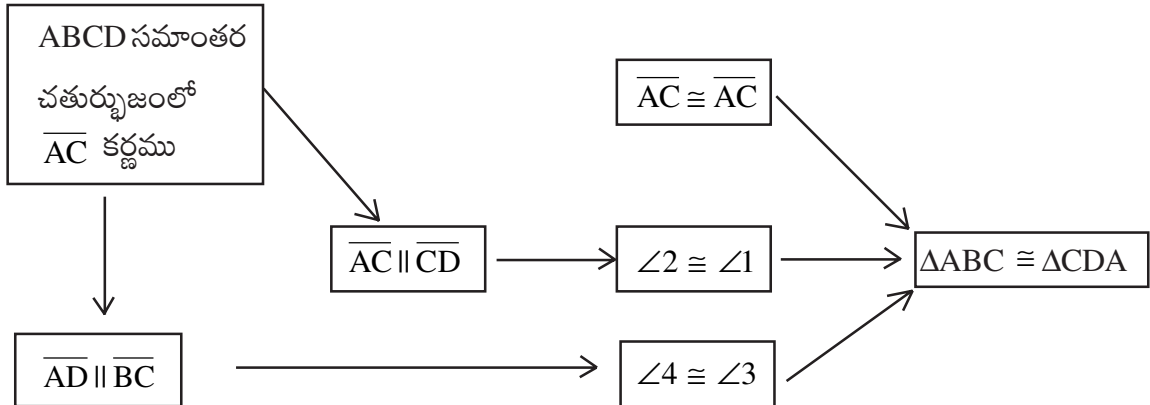 ABCD సమాంతర
చతుర్భుజంలో
AC కర్ణము
AC ≅ AC
AC || CD
∠2 ≅ ∠1
ΔABC ≅ ΔCDA
AD || BC
∠4 ≅ ∠3